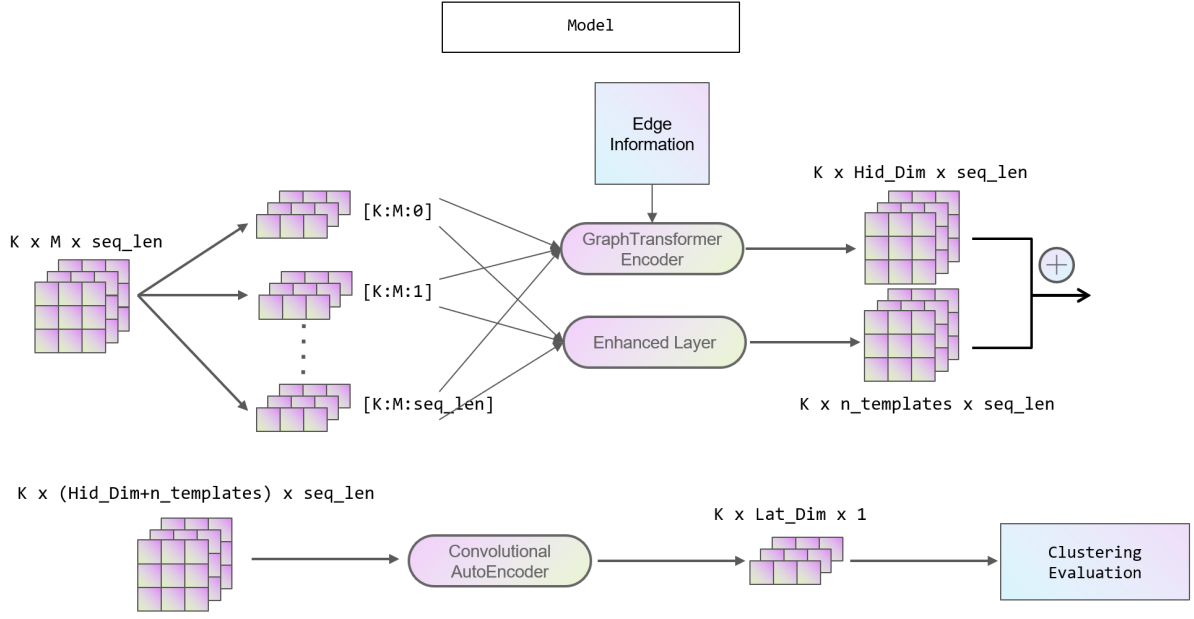 Model
Edge
Information
K x Hid_Dim x seq_len
[K:M:0]
K x M x seq_len
GraphTransformer
Encoder
[K:M:1]
Enhanced Layer
[K:M:seq_len]
K x n_templates x seq_len
K x (Hid_Dim+n_templates) x seq_len
K x Lat_Dim x 1
Convolutional
AutoEncoder
Clustering
Evaluation